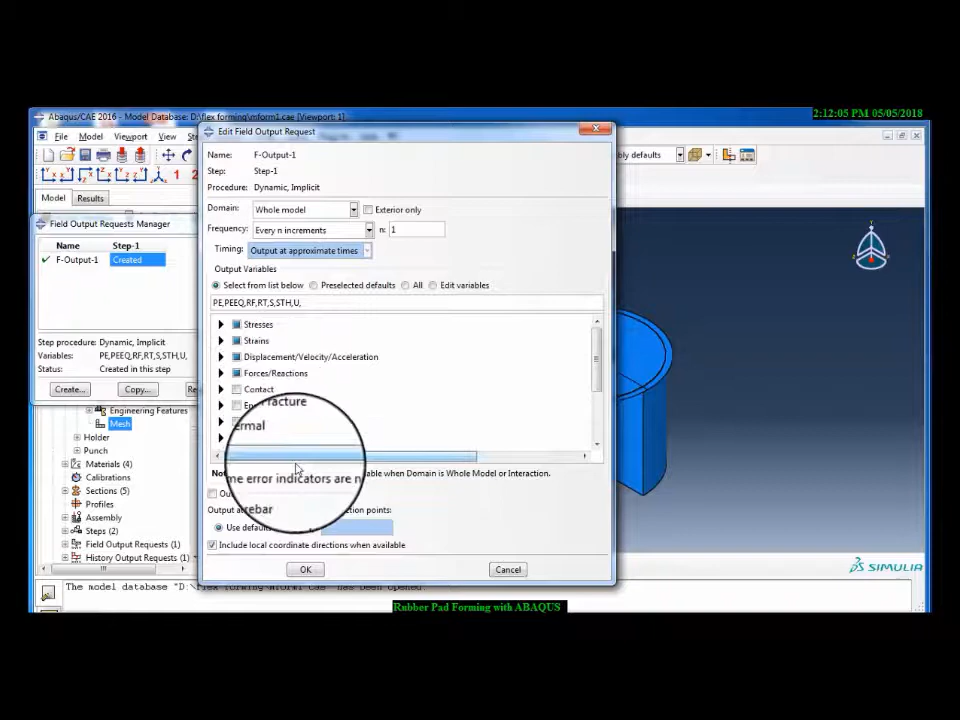 2:12:05 PM 05/05/2018
Abaqus/CAE 2016 - Model Database: D:\flex forming\mform1.cae [Viewport: 1]
File Model Viewport View
bly defaults
Model Results
Edit Field Output Request
Name: F-Output-1
Step: Step-1
Procedure: Dynamic, Implicit
Domain: Whole model Exterior only
Frequency: Every n increments n: 1
Timing: Output at approximate times
Output Variables
Select from list below Preselected defaults All Edit variables
PE,PEEQ,RF,RT,S,STH,U,
Stresses
Strains
Displacement/Velocity/Acceleration
Forces/Reactions
Contact
racture
ermal
able when Domain is Whole Model or Interaction.
me error indicators are n
ebar
Output a
ction points:
Use defau
Include local coordinate directions when available
OK Cancel
Field Output Requests Manager
Name Step-1
F-Output-1 Created
Step procedure: Dynamic, Implicit
Variables: PE,PEEQ,RF,RT,S,STH,U,
Status: Created in this step
Create... Copy... Re
Engineering Features
Mesh
Holder
Punch
Materials (4)
Calibrations
Sections (5)
Profiles
Assembly
Steps (2)
Field Output Requests (1)
History Output Requests (1)
SIMULIA
Rubber Pad Forming with ABAQUS